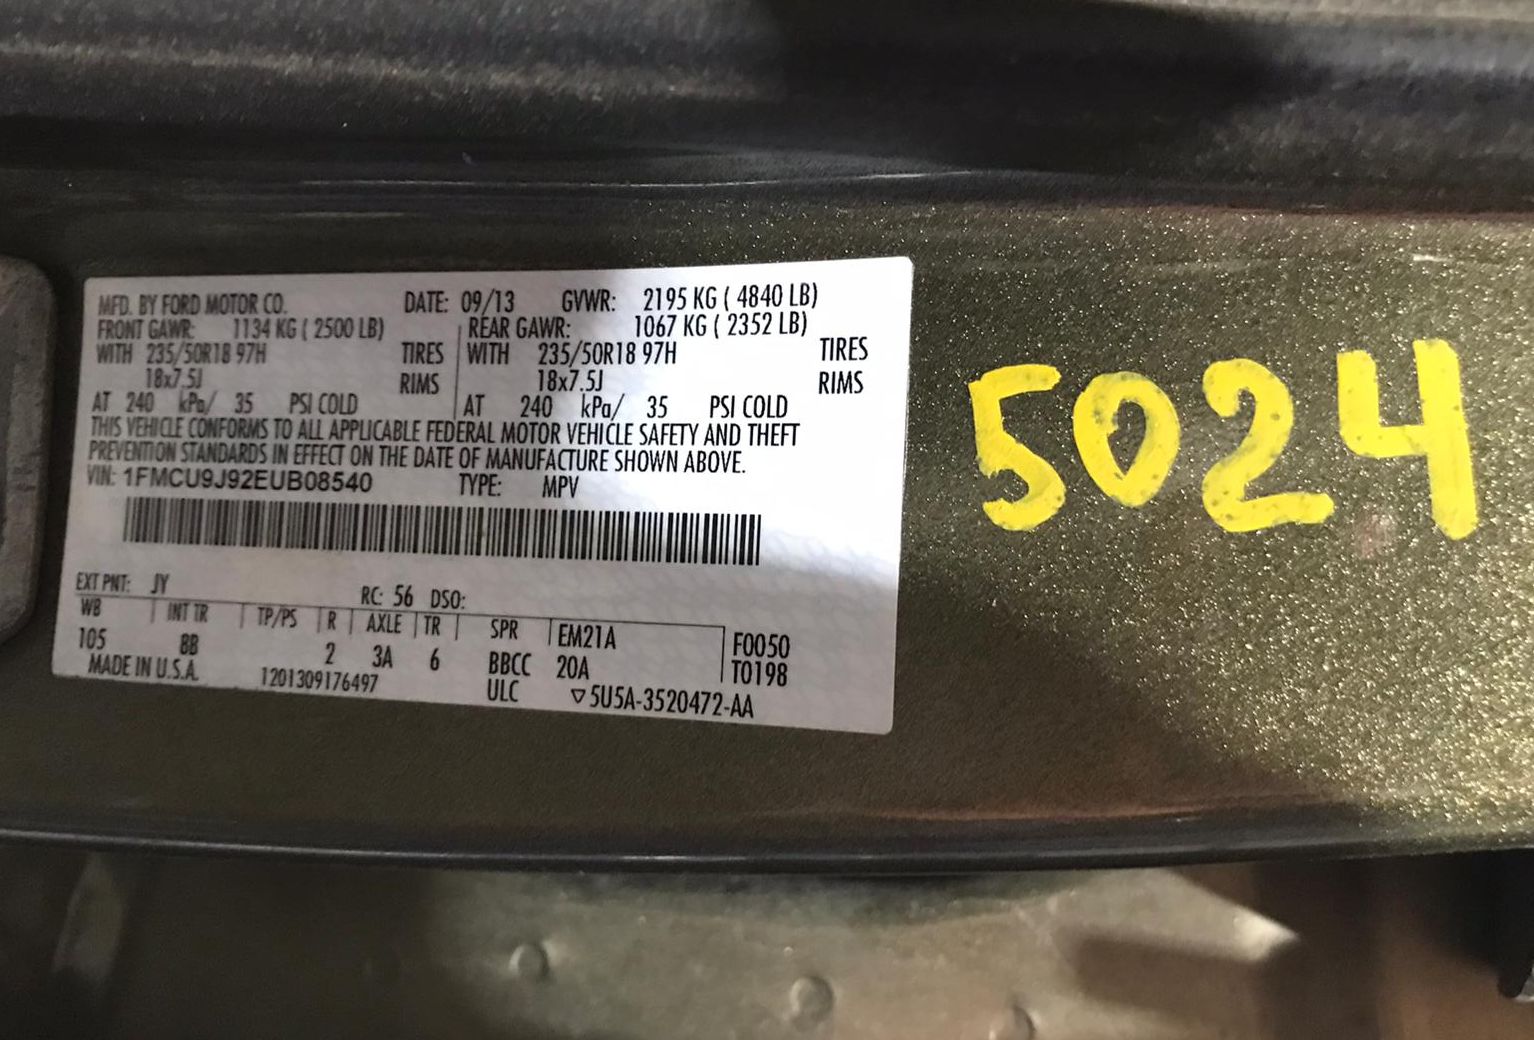 MFD. BY FORD MOTOR CO. DATE: 09/13 GVWR: 2195 KG ( 4840 LB)
FRONT GAWR: 1134 KG ( 2500 LB) REAR GAWR: 1067 KG ( 2352 LB)
WITH 235/50R18 97H TIRES WITH 235/50R18 97H TIRES
18x7.5J RIMS 18x7.5J RIMS
AT 240 kPa/ 35 PSI COLD AT 240 kPa/ 35 PSI COLD
THIS VEHICLE CONFORMS TO ALL APPLICABLE FEDERAL MOTOR VEHICLE SAFETY AND THEFT
PREVENTION STANDARDS IN EFFECT ON THE DATE OF MANUFACTURE SHOWN ABOVE.
VIN: 1FMCU9J92EUB08540 TYPE: MPV
EXT PNT: JY RC: 56 DSO:
WB INT TR TP/PS R AXLE TR SPR EM21A F0050
105 BB 2 3A 6 BBCC 20A T0198
MADE IN U.S.A. 1201309176497 ULC ▽5U5A-3520472-AA
5024